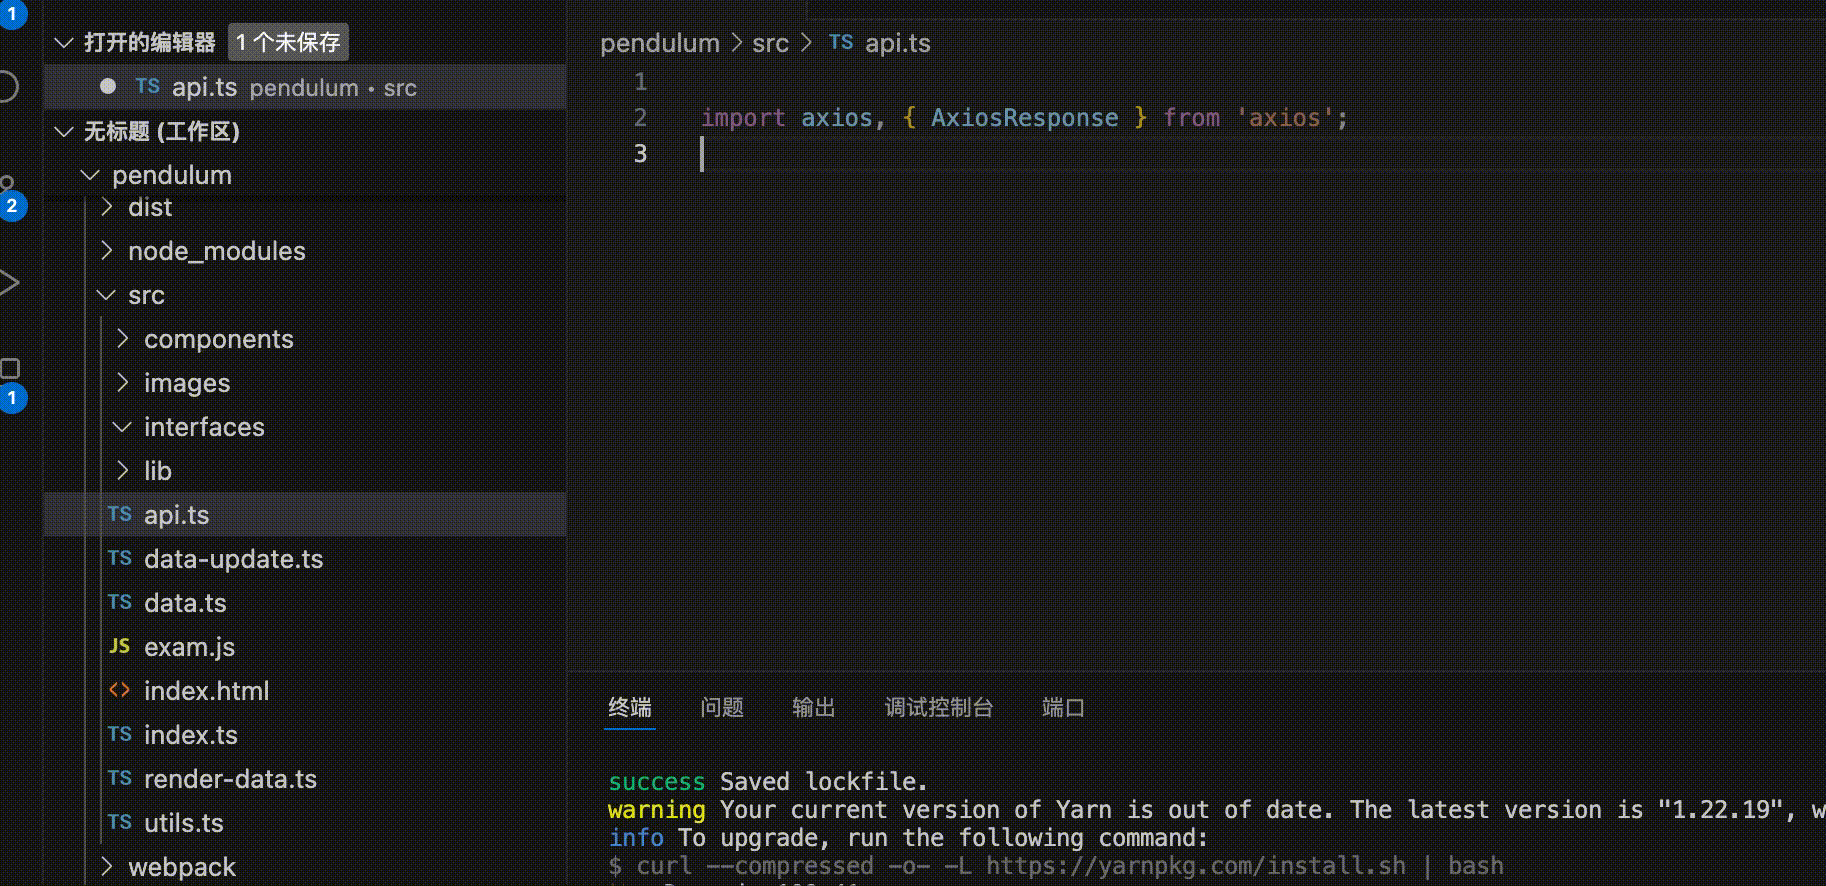 1
打开的编辑器 1 个未保存
TS api.ts pendulum • src
无标题 (工作区)
pendulum
dist
2
node_modules
src
components
images
1
interfaces
lib
TS api.ts
TS data-update.ts
TS data.ts
JS exam.js
<> index.html
TS index.ts
TS render-data.ts
TS utils.ts
webpack
pendulum > src > TS api.ts
1
2 import axios, { AxiosResponse } from 'axios';
3
终端 问题 输出 调试控制台 端口
success Saved lockfile.
warning Your current version of Yarn is out of date. The latest version is "1.22.19", w
info To upgrade, run the following command:
$ curl --compressed -o- -L https://yarnpkg.com/install.sh | bash